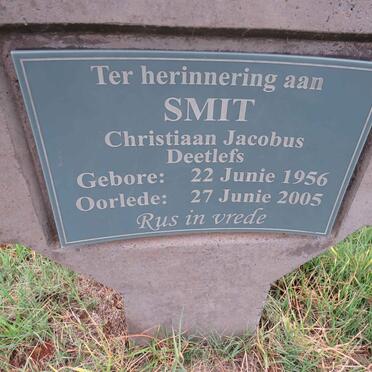 Ter herinnering aan
SMIT
Christiaan Jacobus
Deetlefs
Gebore: 22 Junie 1956
Oorlede: 27 Junie 2005
Rus in vrede